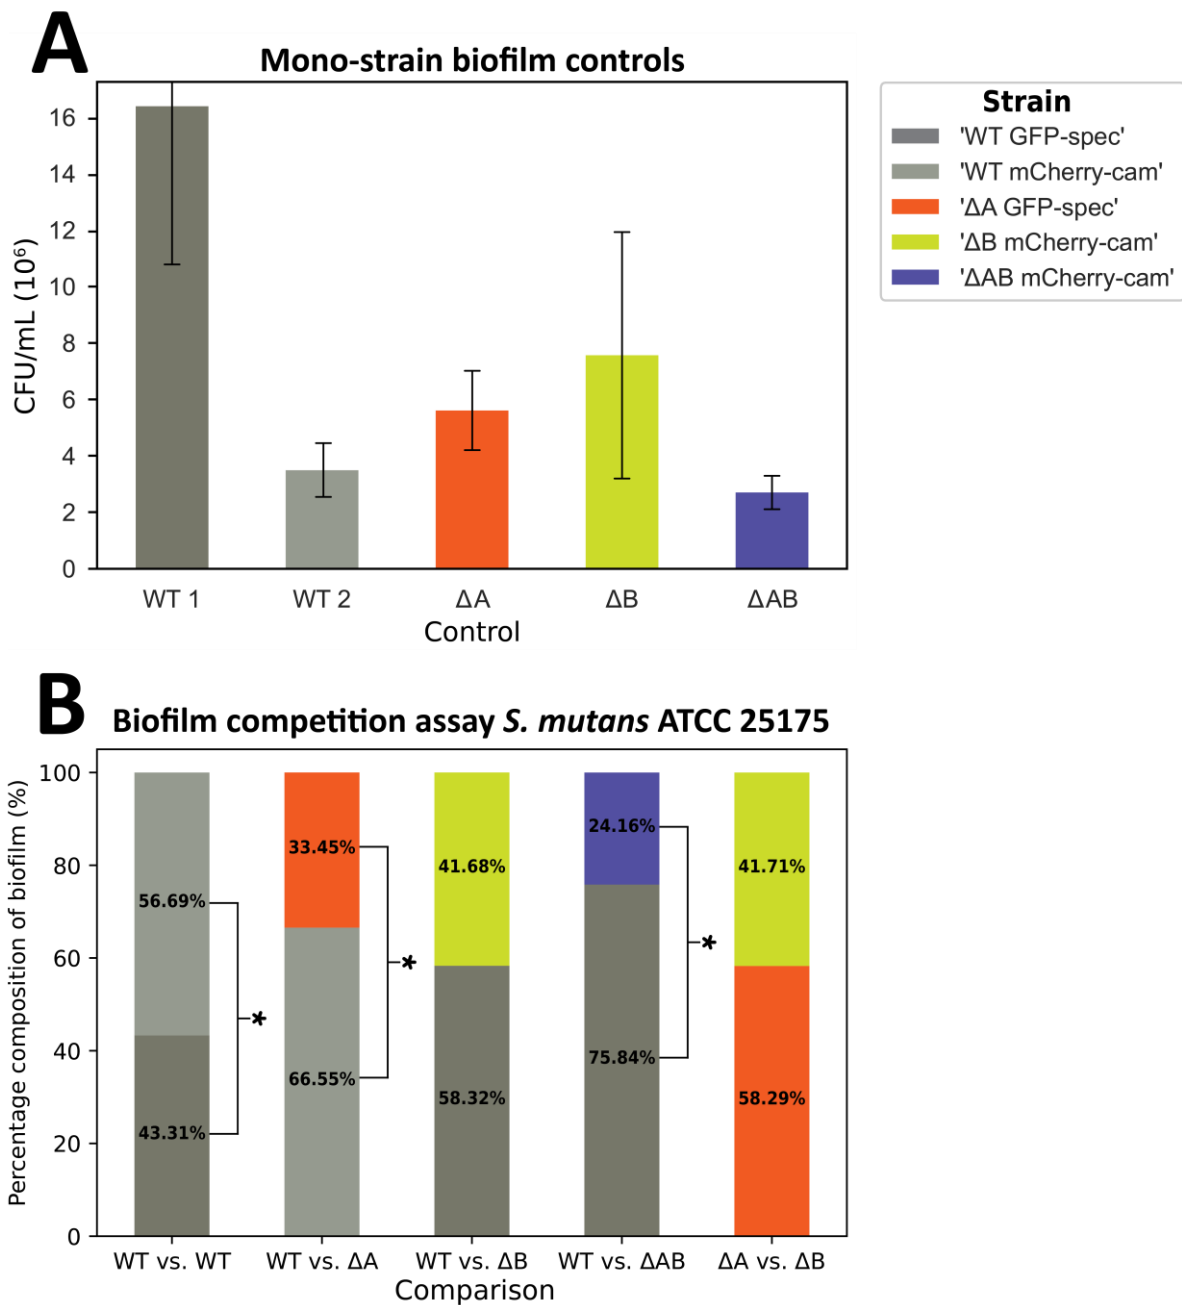 A
Mono-strain biofilm controls
CFU/mL (10⁶)
16
14
12
10
8
6
4
2
0
WT 1 WT 2 ΔA ΔB ΔAB
Control
Strain
'WT GFP-spec'
'WT mCherry-cam'
'ΔA GFP-spec'
'ΔB mCherry-cam'
'ΔAB mCherry-cam'
B
Biofilm competition assay S. mutans ATCC 25175
Percentage composition of biofilm (%)
100
80
60
40
20
0
56.69%
43.31%
*
33.45%
66.55%
*
41.68%
58.32%
24.16%
75.84%
*
41.71%
58.29%
WT vs. WT WT vs. ΔA WT vs. ΔB WT vs. ΔAB ΔA vs. ΔB
Comparison